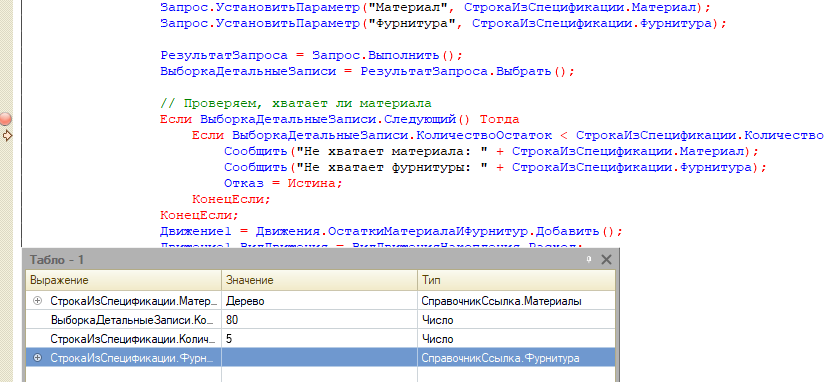 Запрос.УстановитьПараметр("Материал", СтрокаИзСпецификации.Материал);
Запрос.УстановитьПараметр("Фурнитура", СтрокаИзСпецификации.Фурнитура);
РезультатЗапроса = Запрос.Выполнить();
ВыборкаДетальныеЗаписи = РезультатЗапроса.Выбрать();
// Проверяем, хватает ли материала
Если ВыборкаДетальныеЗаписи.Следующий() Тогда
Если ВыборкаДетальныеЗаписи.КоличествоОстаток < СтрокаИзСпецификации.Количество
Сообщить("Не хватает материала: " + СтрокаИзСпецификации.Материал);
Сообщить("Не хватает фурнитуры: " + СтрокаИзСпецификации.Фурнитура);
Отказ = Истина;
КонецЕсли;
КонецЕсли;
Движение1 = Движения.ОстаткиМатериалаИФурнитур.Добавить();
Движение1.ВидДвижения = ВидДвиженияНакопления.Расход;
Табло - 1
Выражение Значение Тип
СтрокаИзСпецификации.Матер... Дерево СправочникСсылка.Материалы
ВыборкаДетальныеЗаписи.Ко... 80 Число
СтрокаИзСпецификации.Колич... 5 Число
СтрокаИзСпецификации.Фурн... СправочникСсылка.Фурнитура